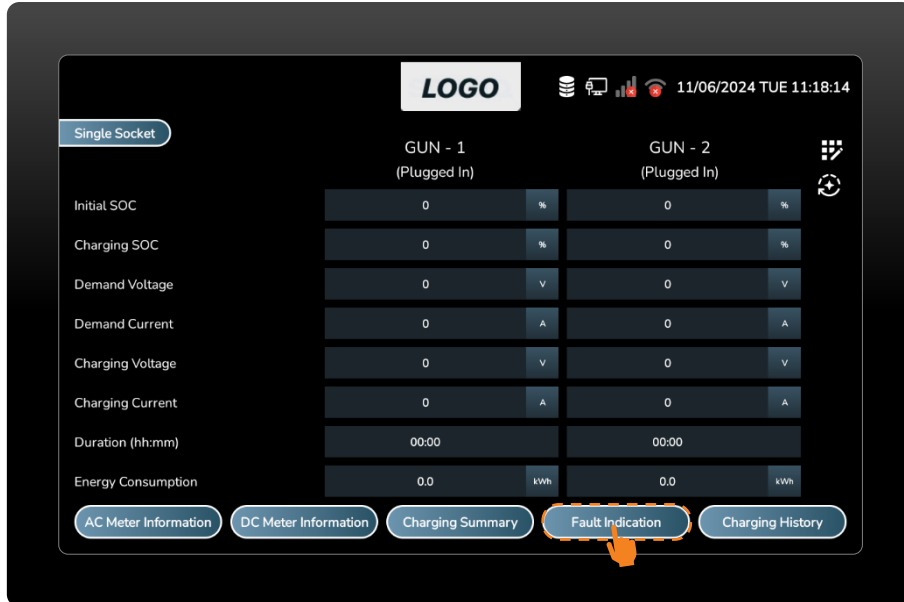 LOGO
11/06/2024 TUE 11:18:14
Single Socket
GUN - 1 GUN - 2
(Plugged In) (Plugged In)
Initial SOC 0 % 0 %
Charging SOC 0 % 0 %
Demand Voltage 0 V 0 V
Demand Current 0 A 0 A
Charging Voltage 0 V 0 V
Charging Current 0 A 0 A
Duration (hh:mm) 00:00 00:00
Energy Consumption 0.0 kWh 0.0 kWh
AC Meter Information DC Meter Information Charging Summary Fault Indication Charging History